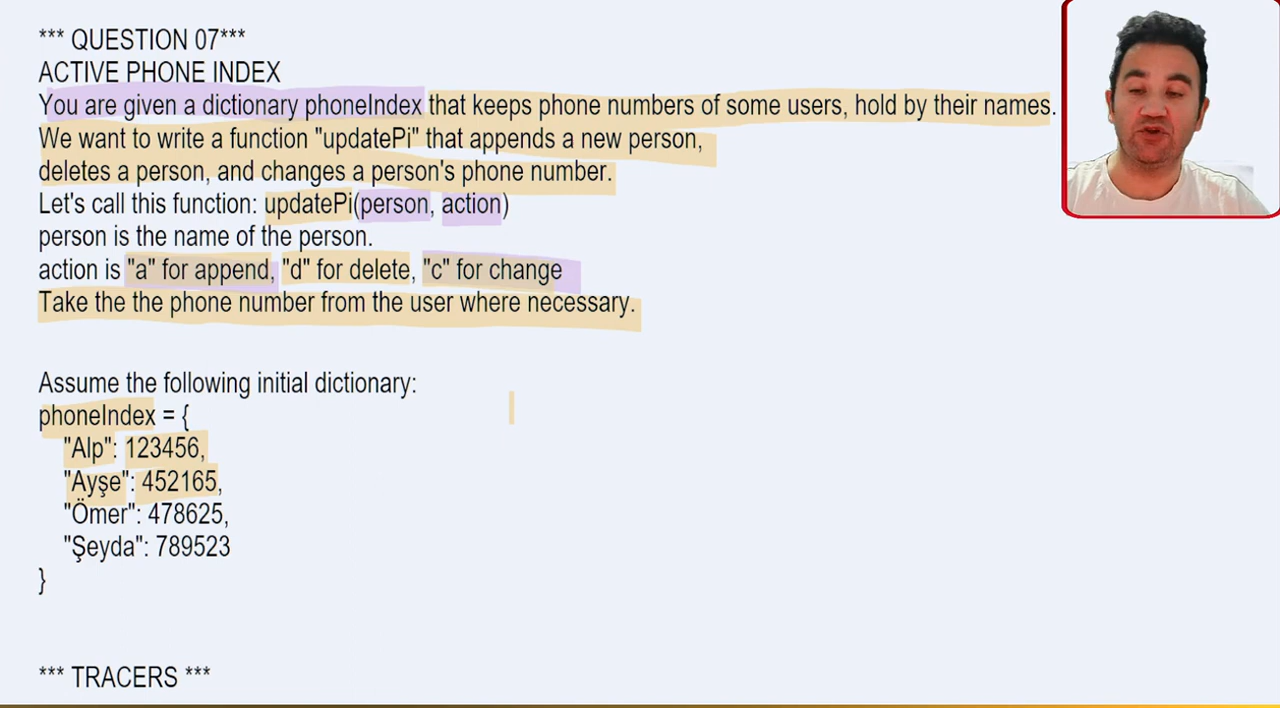 *** QUESTION 07***
ACTIVE PHONE INDEX
You are given a dictionary phoneIndex that keeps phone numbers of some users, hold by their names.
We want to write a function "updatePi" that appends a new person,
deletes a person, and changes a person's phone number.
Let's call this function: updatePi(person, action)
person is the name of the person.
action is "a" for append, "d" for delete, "c" for change
Take the the phone number from the user where necessary.
Assume the following initial dictionary:
phoneIndex = {
"Alp": 123456,
"Ayşe": 452165,
"Ömer": 478625,
"Şeyda": 789523
}
*** TRACERS ***